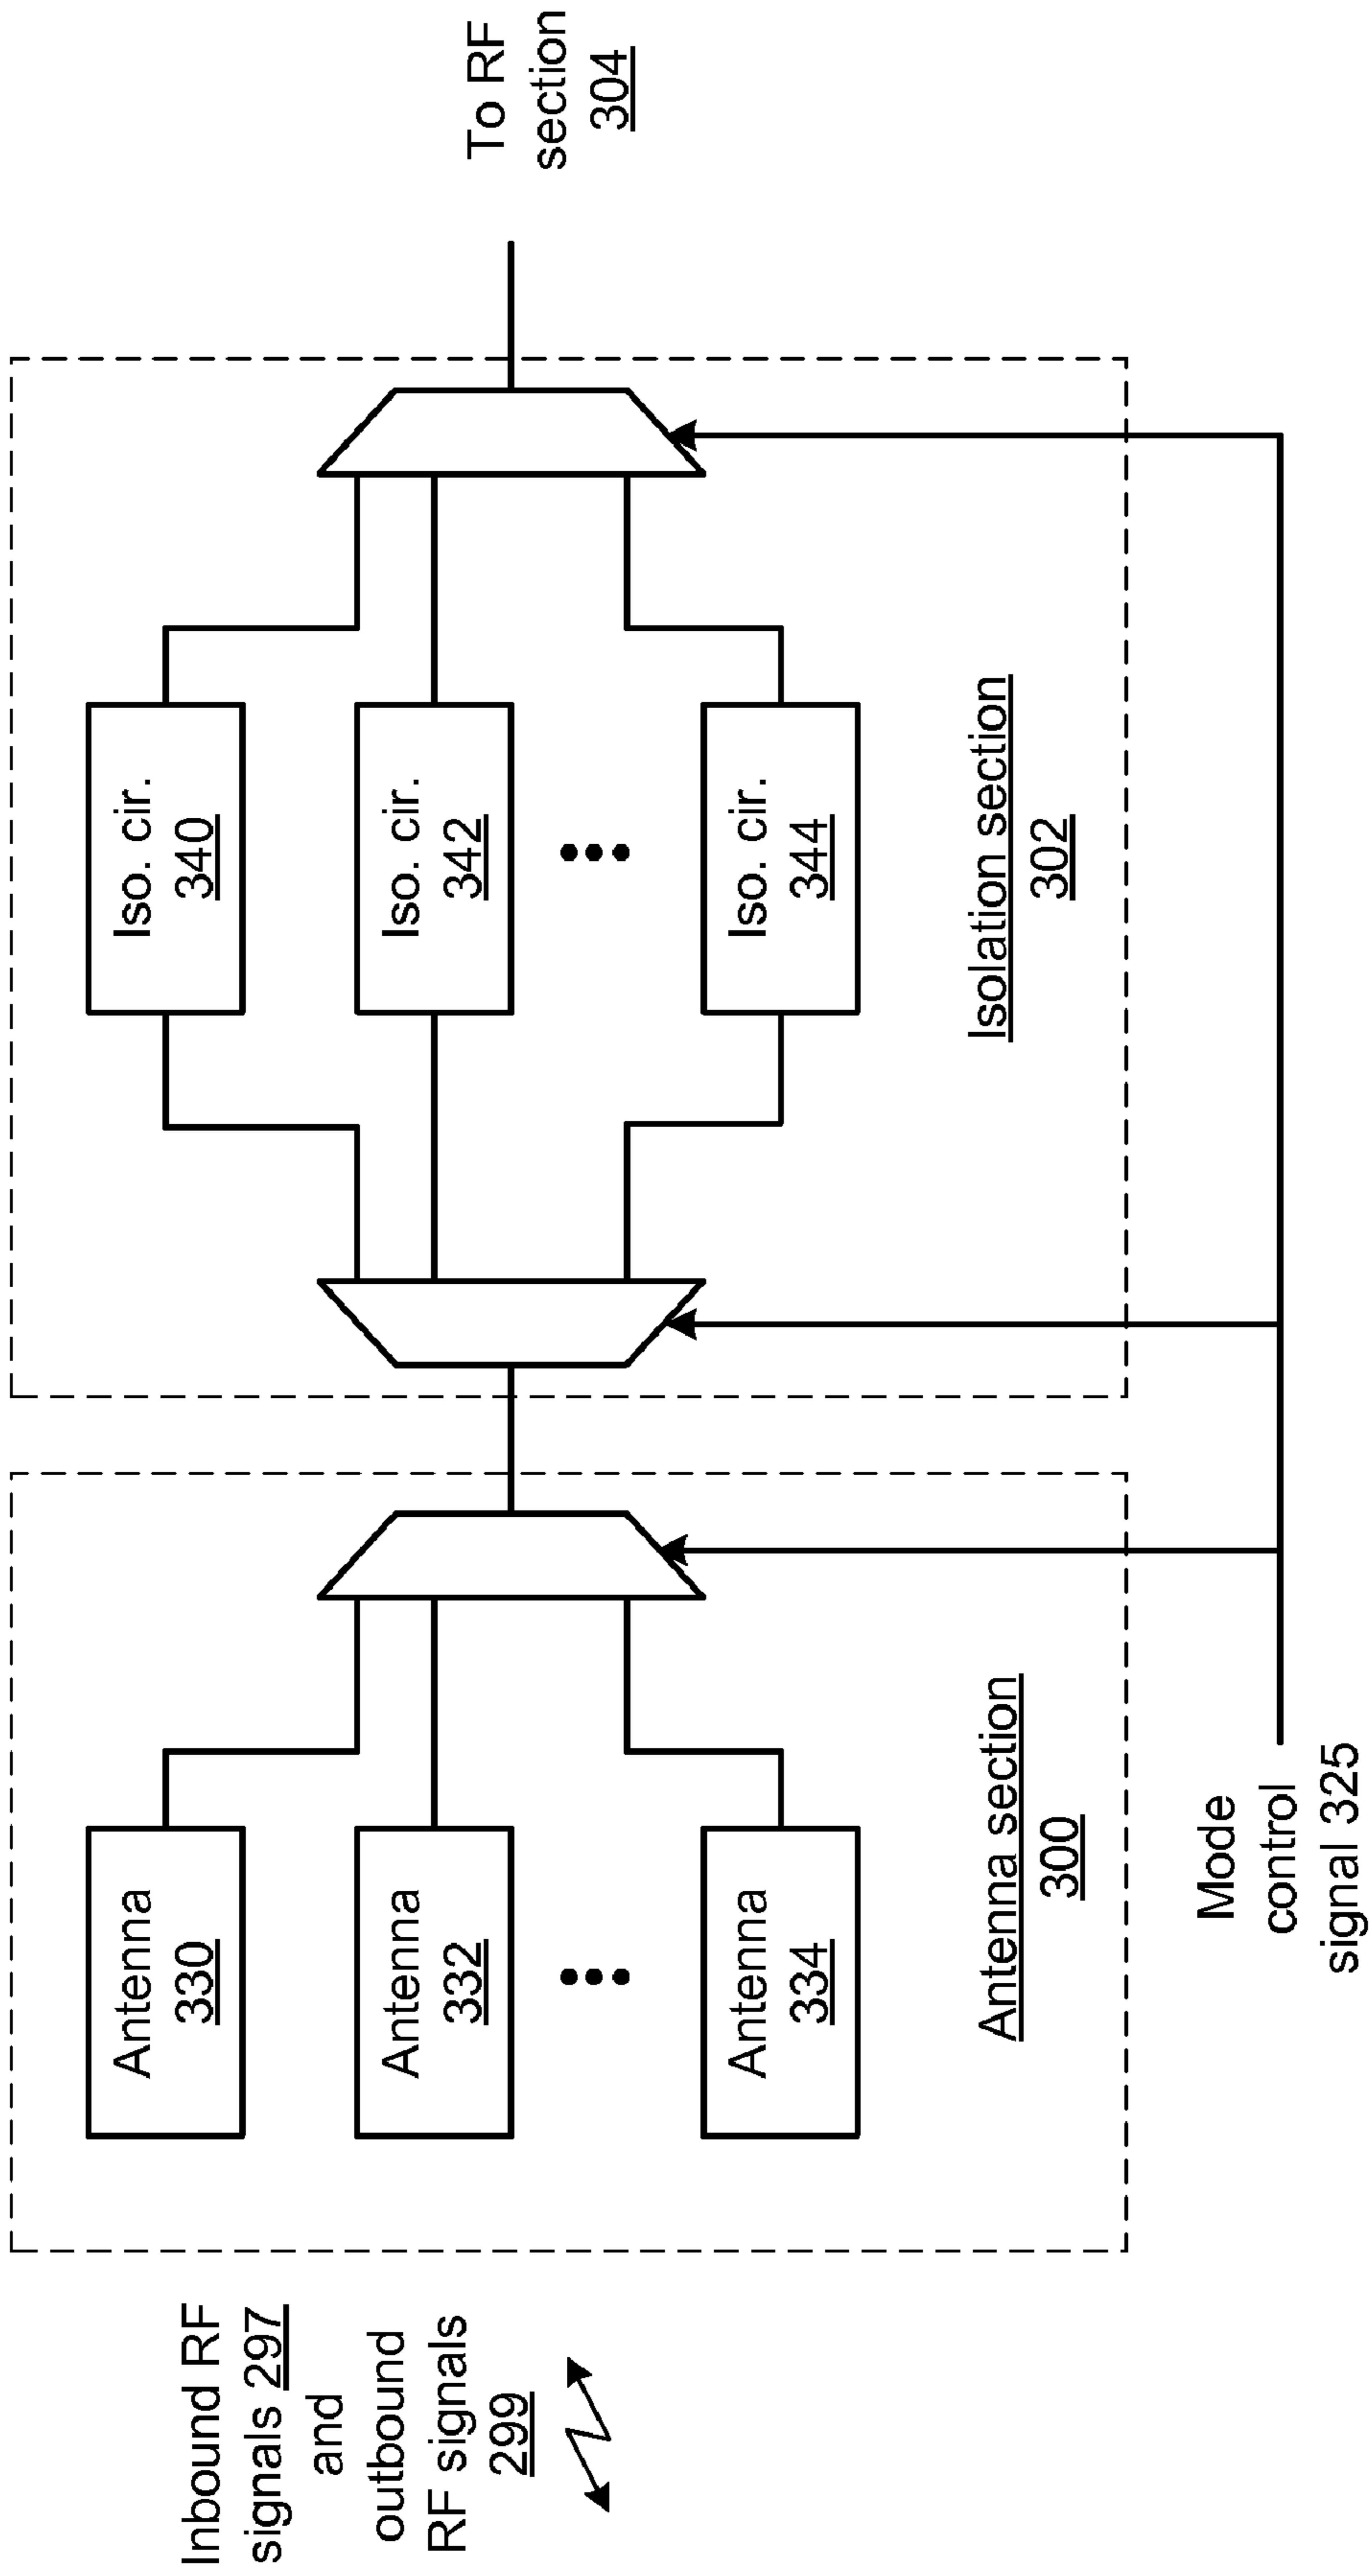 Inbound RF
signals 297
and
outbound
RF signals
299
Antenna
330
Antenna
332
Antenna
334
Antenna section
300
Iso. cir.
340
Iso. cir.
342
Iso. cir.
344
Isolation section
302
To RF
section
304
Mode
control
signal 325